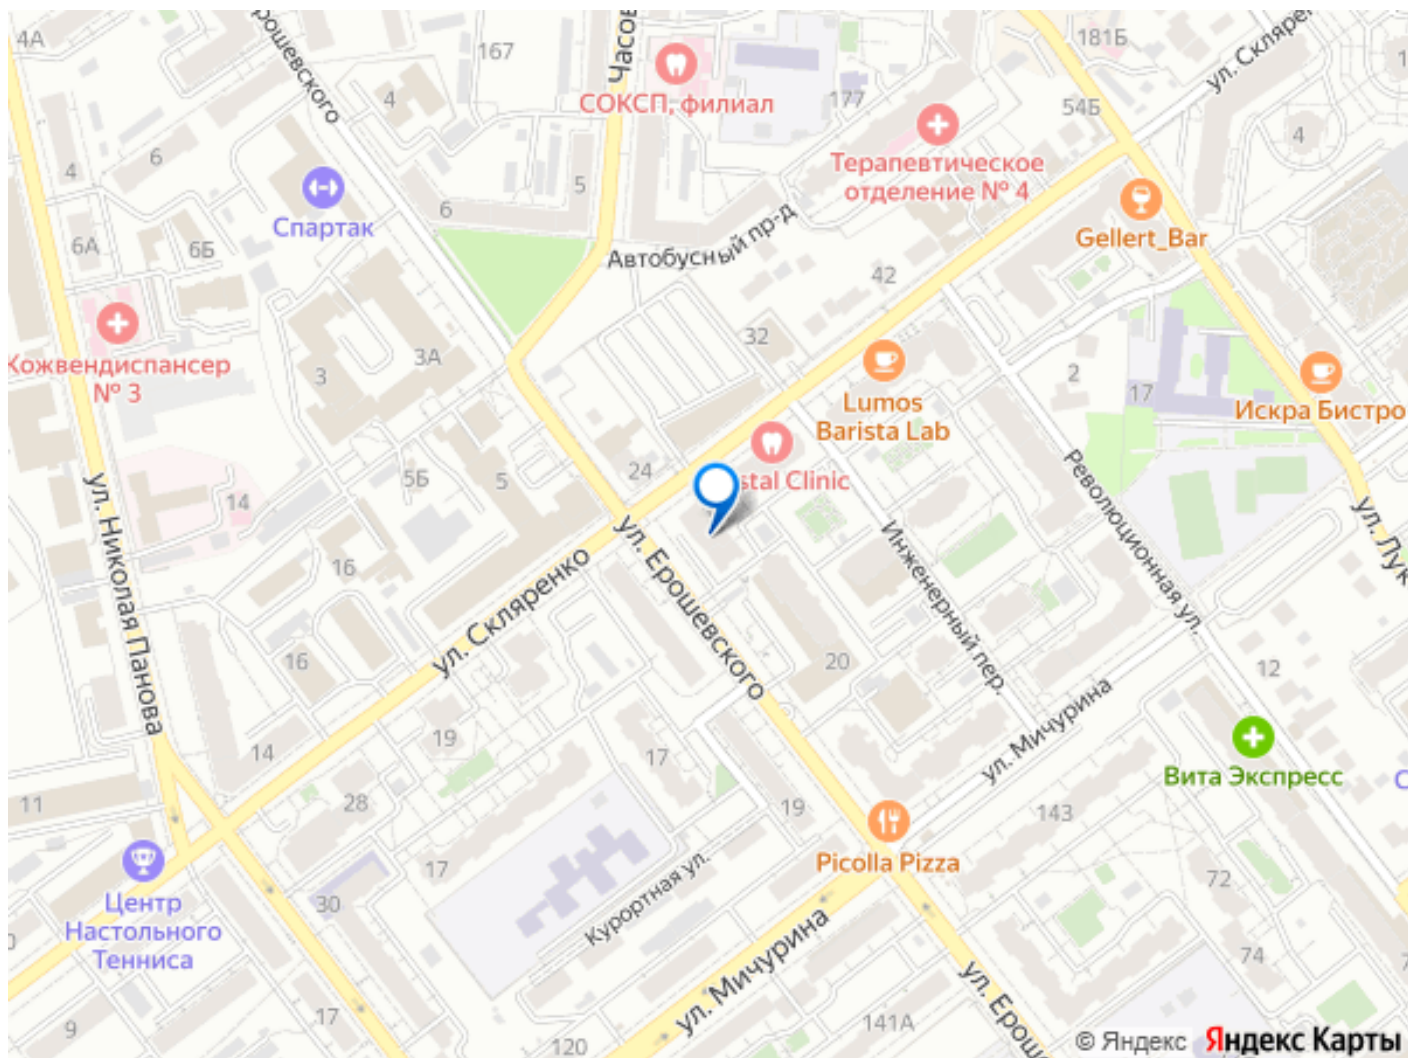 4А
рошевского
167
Часов
СОКСП, филиал
177
181Б
ул. Скляре
54Б
4
4
4
6
5
6
Терапевтическое
отделение № 4
Спартак
6А
6Б
Автобусный пр-д
Gellert_Bar
42
32
Кожвендиспансер
№ 3
3
3А
2
17
Lumos
Barista Lab
Искра Бистро
24
stal Clinic
5Б
5
14
16
16
ул. Николая Панова
ул. Скляренко
ул. Ерошевского
Инженерный пер.
Революционная ул.
ул. Лук
20
12
14
19
17
ул. Мичурина
Вита Экспресс
11
28
19
143
Picolla Pizza
Центр
Настольного
Тенниса
17
30
Курортная ул.
72
74
ул. Мичурина
ул. Ерош
9
17
120
141А
© Яндекс Яндекс Карты